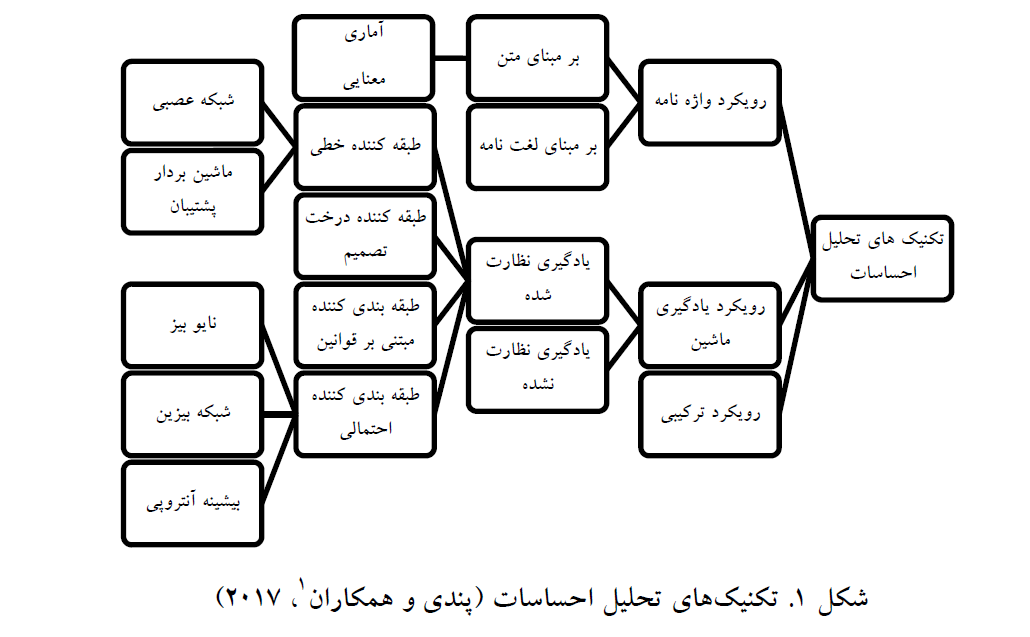 تکنیک های تحلیل
احساسات
رویکرد واژه نامه
بر مبنای متن
آماری
معنایی
بر مبنای لغت نامه
رویکرد یادگیری
ماشین
یادگیری نظارت
شده
طبقه کننده خطی
شبکه عصبی
ماشین بردار
پشتیبان
طبقه کننده درخت
تصمیم
طبقه بندی کننده
مبتنی بر قوانین
طبقه بندی کننده
احتمالی
نایو بیز
شبکه بیزین
بیشینه آنتروپی
یادگیری نظارت
نشده
رویکرد ترکیبی
شکل ۱. تکنیک‌های تحلیل احساسات (پندی و همکاران۱، ۲۰۱۷)